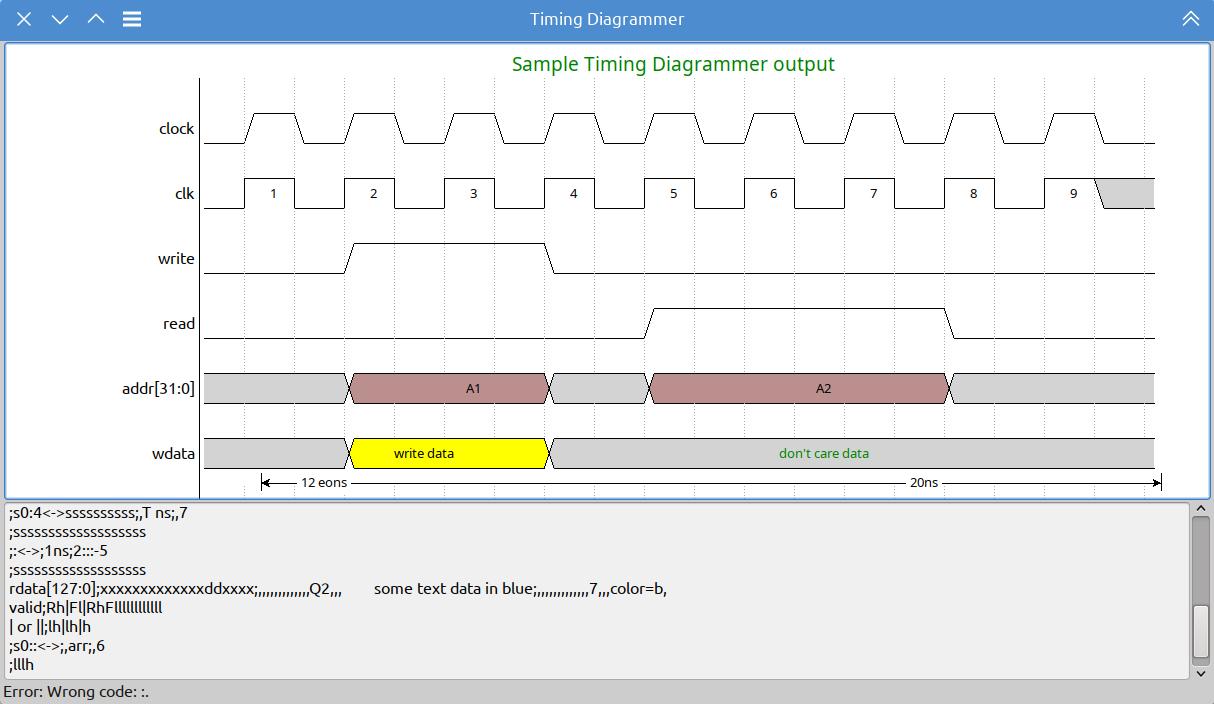 Timing Diagrammer
Sample Timing Diagrammer output
clock
clk 1 2 3 4 5 6 7 8 9
write
read
addr[31:0] A1 A2
wdata write data don't care data
12 eons 20ns
;s0:4<->ssssssssss;,T ns;,7
;ssssssssssssssssssss
;:<->;1ns;2:::-5
;ssssssssssssssssssss
rdata[127:0];xxxxxxxxxxxxxddxxxx;,,,,,,,,,,,,,Q2,,, some text data in blue;,,,,,,,,,,,,,7,,,color=b,
valid;Rh|Fl|RhFllllllllllll
| or ||;lh|lh|h
;s0::<->;,arr;,,6
;lllh
Error: Wrong code: :.